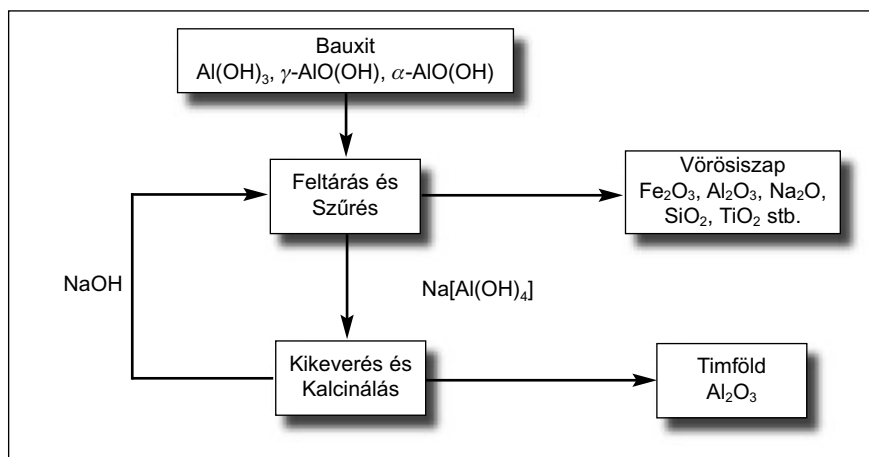 Bauxit
Al(OH)₃, γ-AlO(OH), α-AlO(OH)
Feltárás és
Szűrés
Vörösiszap
Fe₂O₃, Al₂O₃, Na₂O,
SiO₂, TiO₂ stb.
NaOH
Na[Al(OH)₄]
Kikeverés és
Kalcinálás
Timföld
Al₂O₃